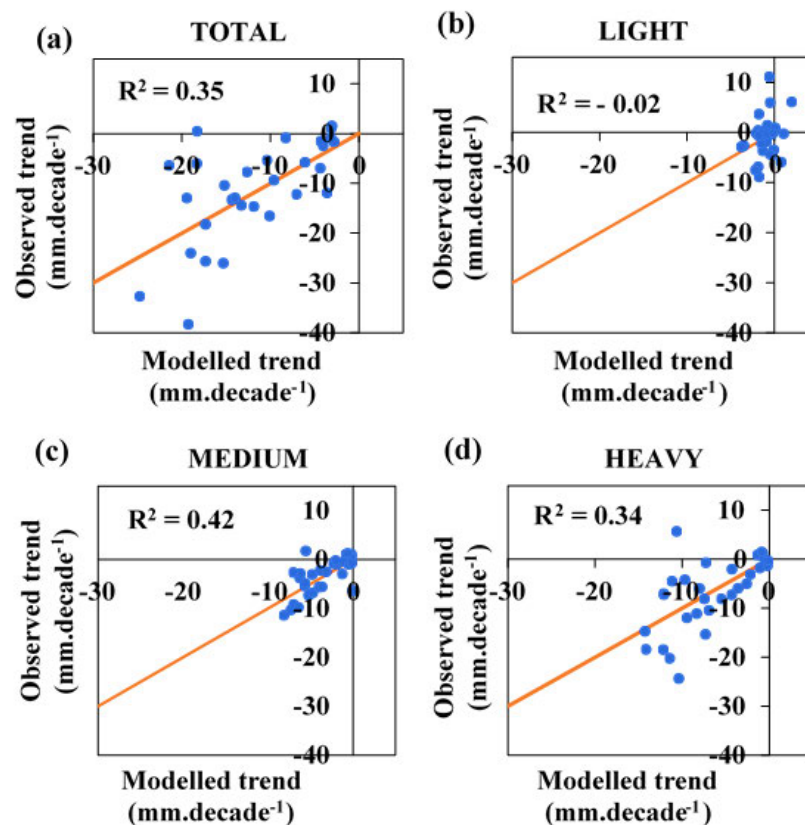 (a) TOTAL
R² = 0.35
10
0
-30 -20 -10 0
-10
-20
-30
-40
Observed trend
(mm.decade⁻¹)
Modelled trend
(mm.decade⁻¹)
(b) LIGHT
R² = - 0.02
10
0
-30 -20 -10 0
-10
-20
-30
-40
Observed trend
(mm.decade⁻¹)
Modelled trend
(mm.decade⁻¹)
(c) MEDIUM
R² = 0.42
10
0
-30 -20 -10 0
-10
-20
-30
-40
Observed trend
(mm.decade⁻¹)
Modelled trend
(mm.decade⁻¹)
(d) HEAVY
R² = 0.34
10
0
-30 -20 -10 0
-10
-20
-30
-40
Observed trend
(mm.decade⁻¹)
Modelled trend
(mm.decade⁻¹)